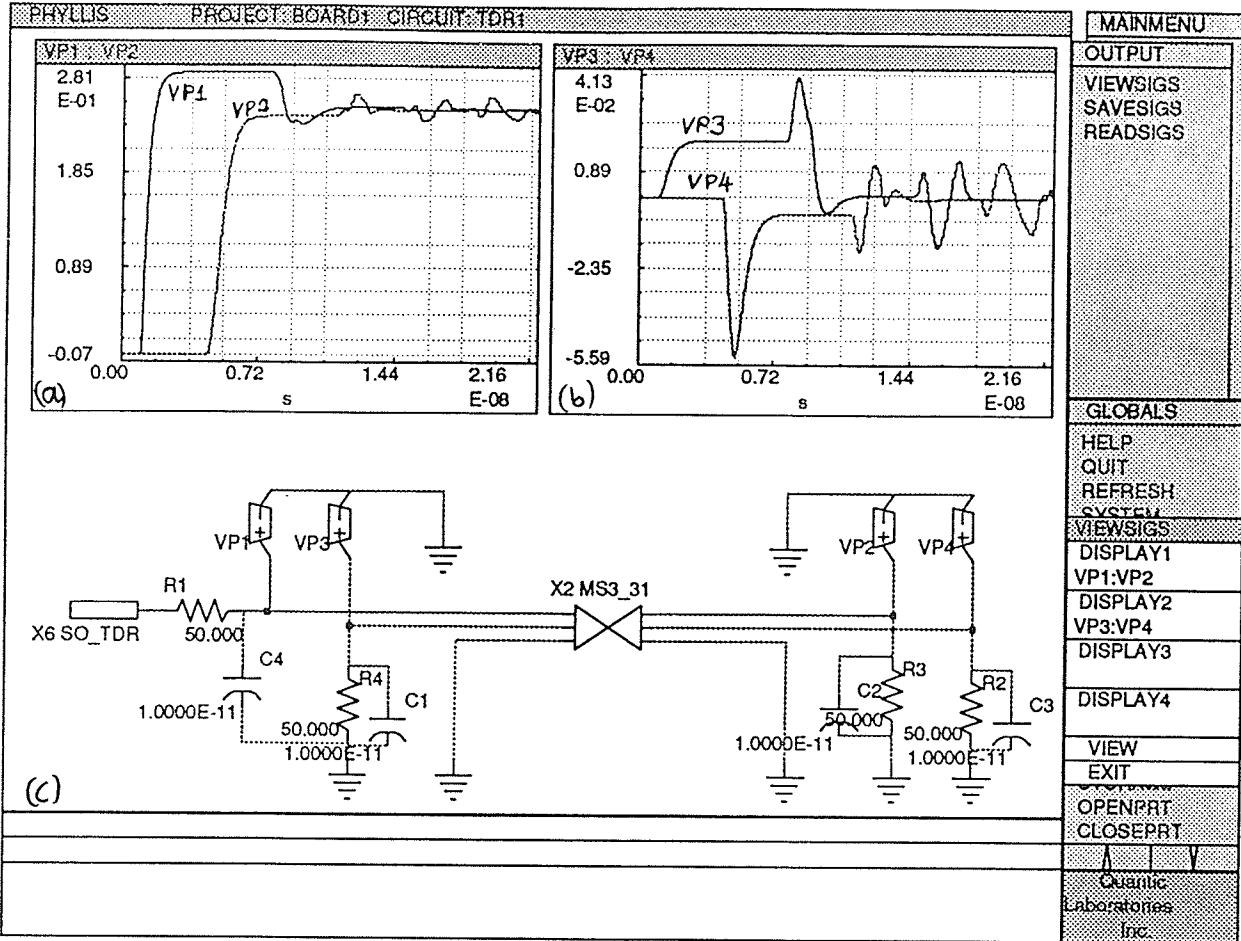 PHYLLIS PROJECT: BOARD1 CIRCUIT: TDR1
MAINMENU
OUTPUT
VIEWSIGS
SAVESIGS
READSIGS
VP1 : VP2
2.81
E-01
1.85
0.89
-0.07
0.00 0.72 1.44 2.16
s E-08
VP1
VP2
(a)
VP3 : VP4
4.13
E-02
0.89
-2.35
-5.59
0.00 0.72 1.44 2.16
s E-08
VP3
VP4
(b)
GLOBALS
HELP
QUIT
REFRESH
SYSTEM
VIEWSIGS
DISPLAY1
VP1:VP2
DISPLAY2
VP3:VP4
DISPLAY3
DISPLAY4
VIEW
EXIT
OPENPRT
CLOSEPRT
Quantic
Laboratories
Inc.
VP1 VP3 VP2 VP4
R1
X2 MS3_31
X6 SO_TDR 50.000
C4
R4
C1
1.0000E-11
50.000
1.0000E-11
R3
C2
R2
C3
50.000
50.000
1.0000E-11
1.0000E-11
(c)